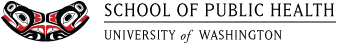 SCHOOL OF PUBLIC HEALTH
UNIVERSITY of WASHINGTON